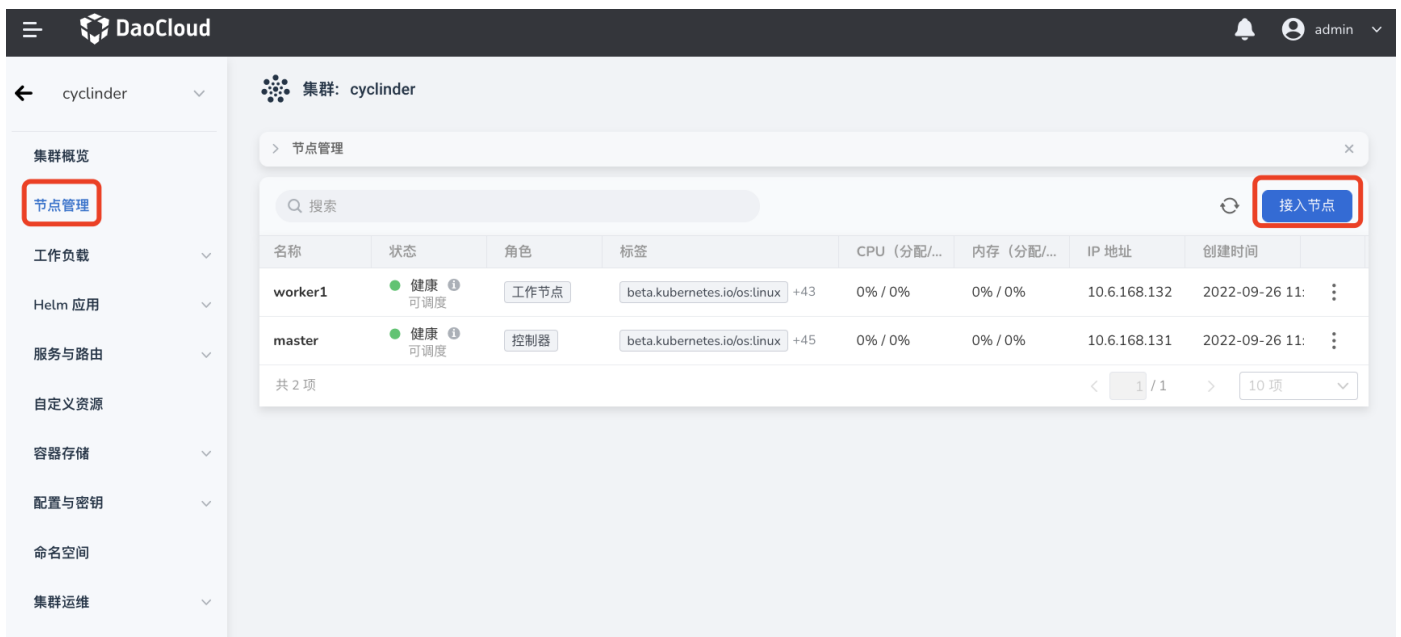 DaoCloud
admin
cyclinder
集群概览
节点管理
工作负载
Helm 应用
服务与路由
自定义资源
容器存储
配置与密钥
命名空间
集群运维
集群: cyclinder
节点管理
搜索
接入节点
名称 状态 角色 标签 CPU（分配/... 内存（分配/... IP 地址 创建时间
worker1 健康 工作节点 beta.kubernetes.io/os:linux +43 0% / 0% 0% / 0% 10.6.168.132 2022-09-26 11:
可调度
master 健康 控制器 beta.kubernetes.io/os:linux +45 0% / 0% 0% / 0% 10.6.168.131 2022-09-26 11:
可调度
共 2 项 1 / 1 10 项